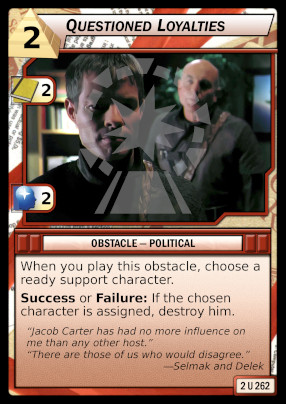 2
QUESTIONED LOYALTIES
2
2
OBSTACLE – POLITICAL
When you play this obstacle, choose a
ready support character.
Success or Failure: If the chosen
character is assigned, destroy him.
“Jacob Carter has had no more influence on
me than any other host.”
“There are those of us who would disagree.”
—Selmak and Delek
2 U 262